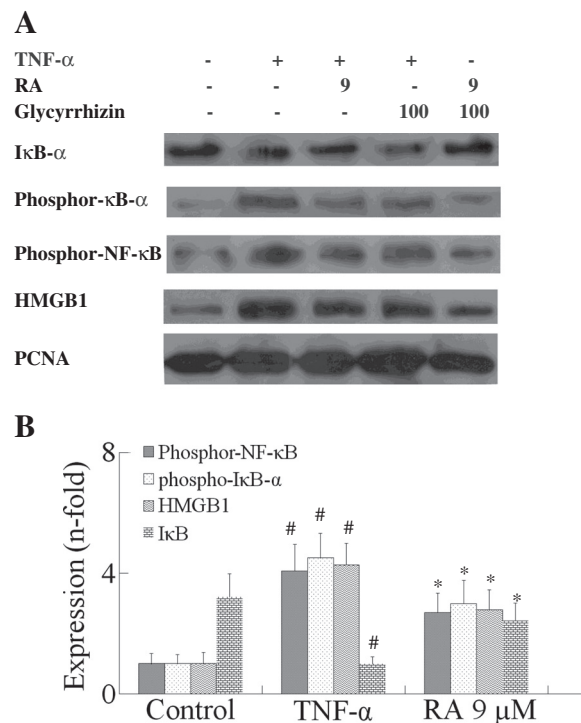 A
TNF-α - + + + -
RA - - 9 - 9
Glycyrrhizin - - - 100 100
IκB-α
Phosphor-κB-α
Phosphor-NF-κB
HMGB1
PCNA
B
Expression (n-fold)
8
4
0
Phosphor-NF-κB
phospho-IκB-α
HMGB1
IκB
# # # #
* * * *
Control TNF-α RA 9 μM